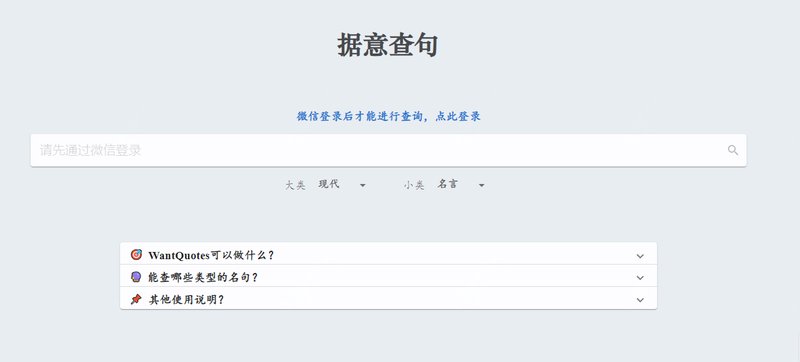 据意查句
微信登录后才能进行查询，点此登录
请先通过微信登录
大类 现代 小类 名言
WantQuotes可以做什么？
能查哪些类型的名句？
其他使用说明？